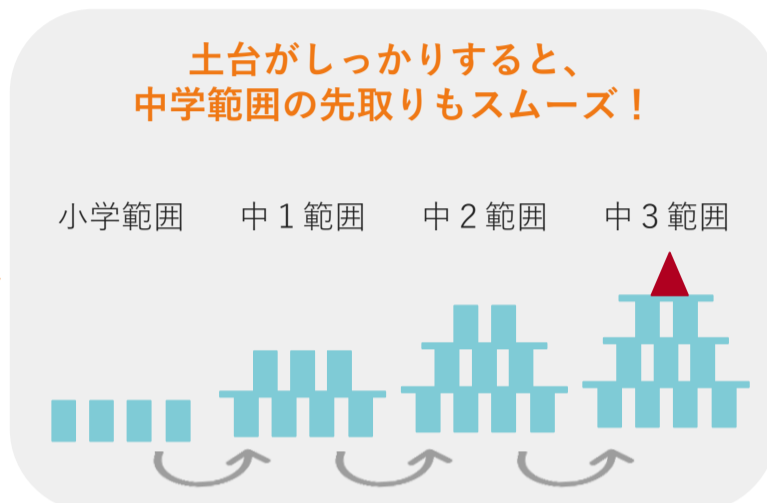 土台がしっかりすると、
中学範囲の先取りもスムーズ！
小学範囲
中１範囲
中２範囲
中３範囲